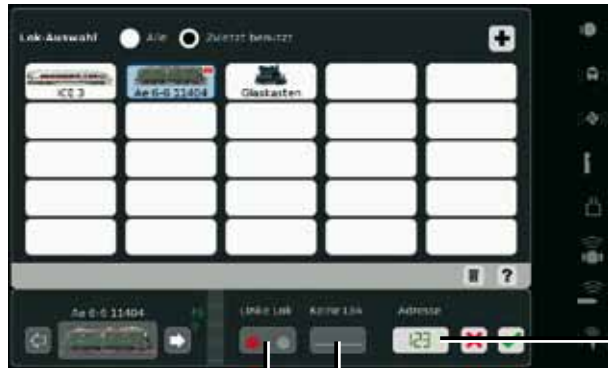 Lok-Auswahl Alle Zuletzt benutzt
ICE 3 Ae 6-6 11404 Glaskasten
?
Ae 6-6 11404 Linke Lok Keine Lok Adresse
123